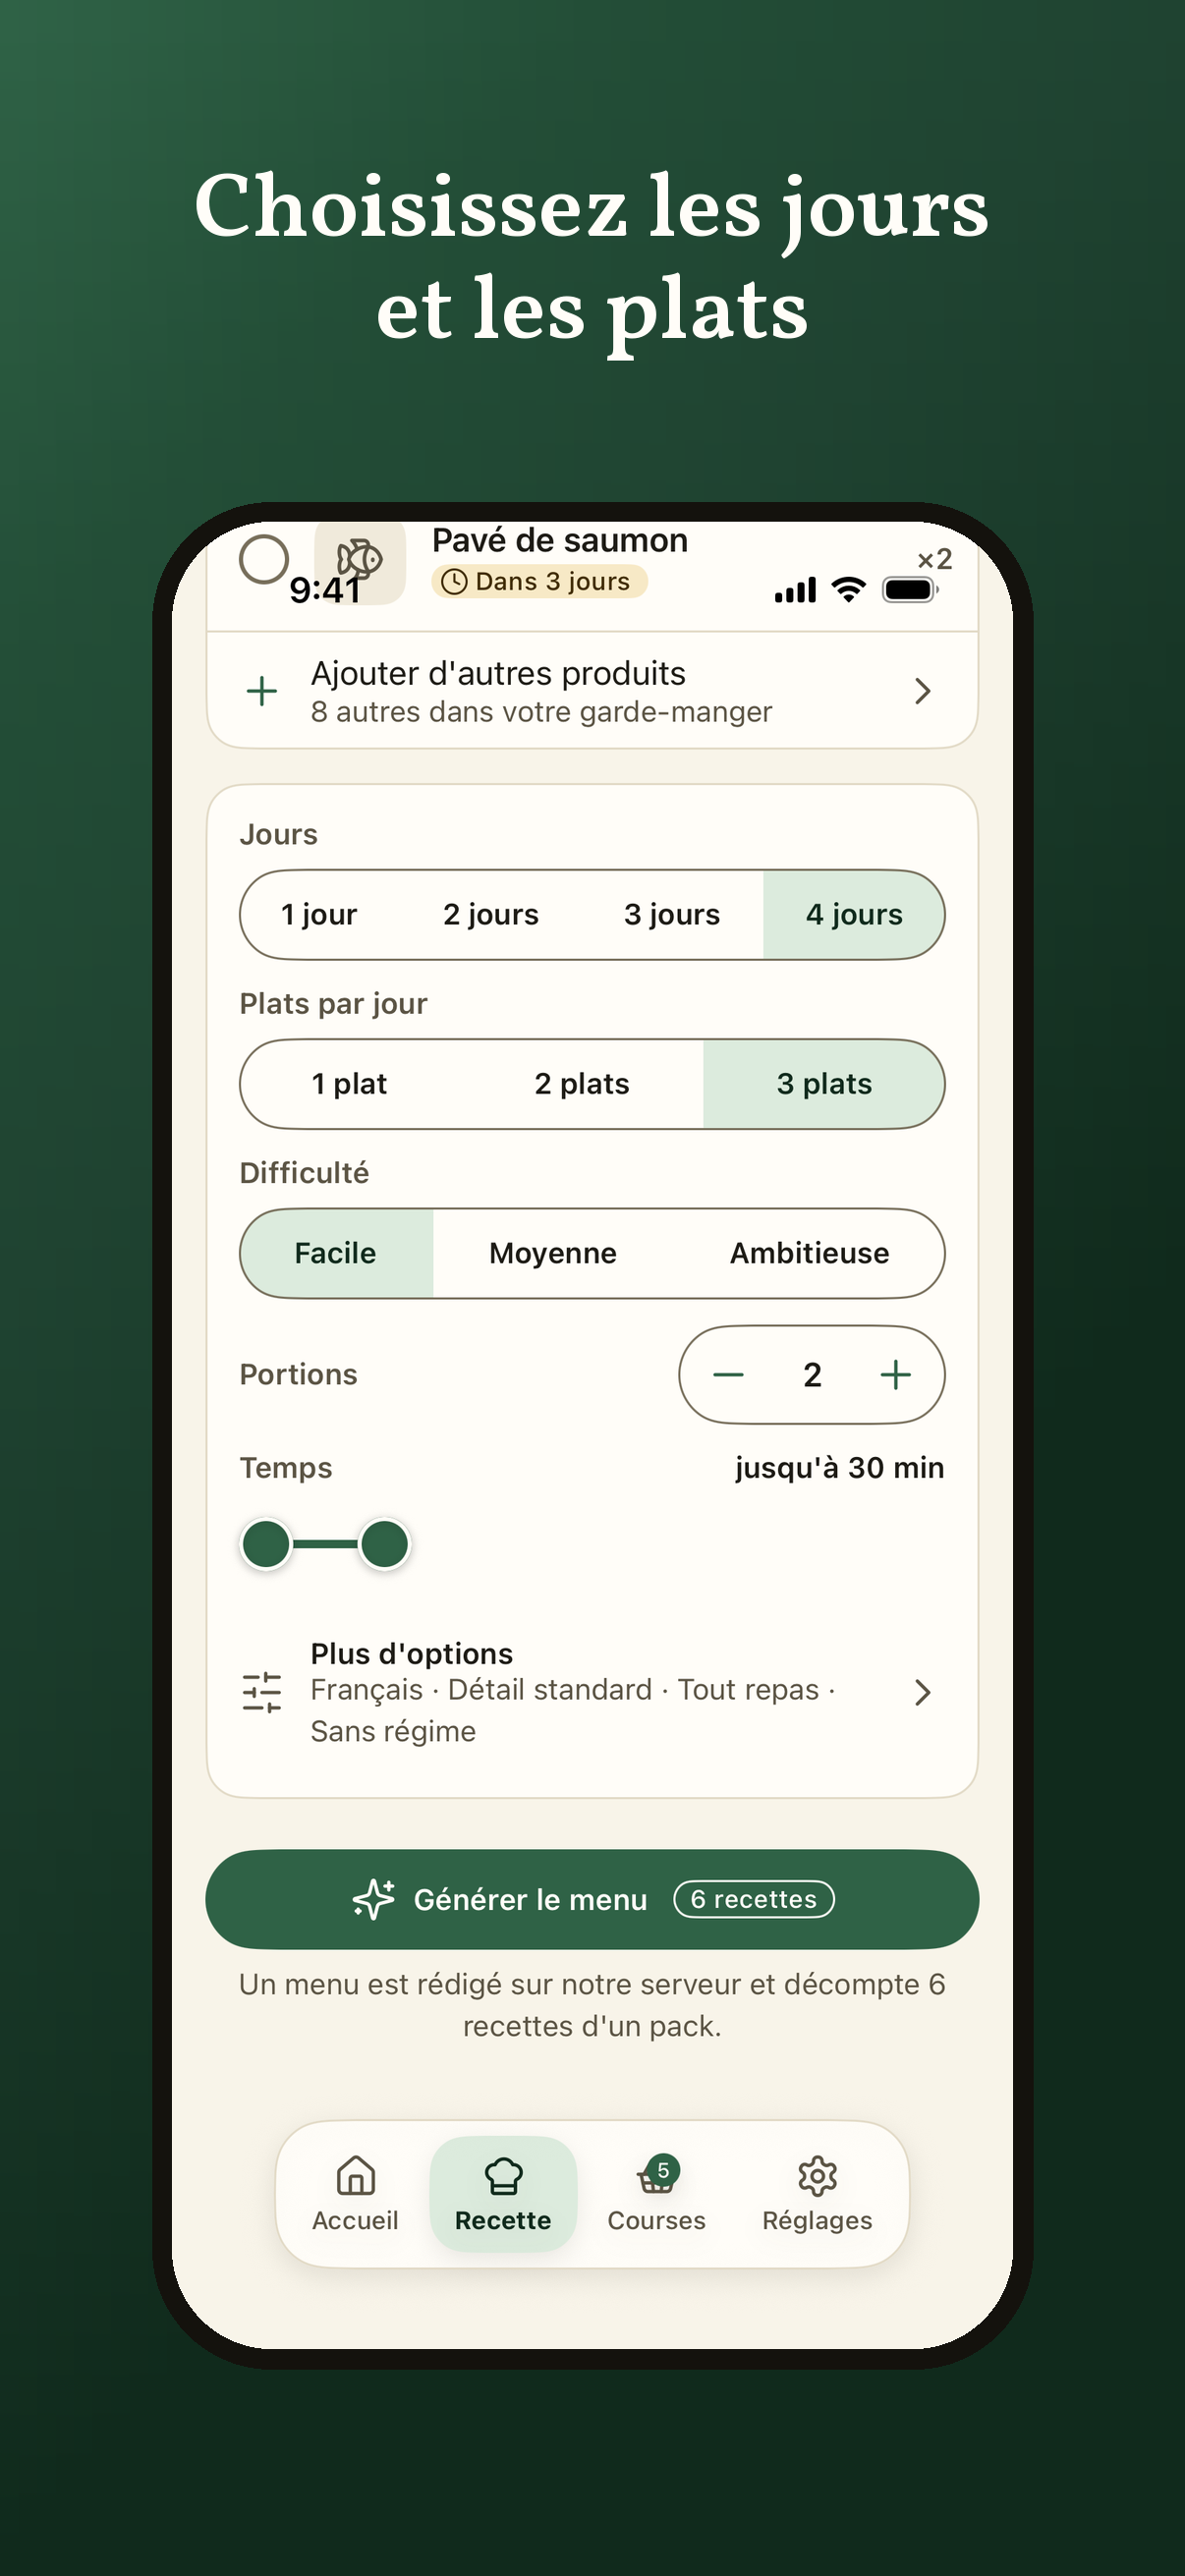 Choisissez les jours
et les plats
Pavé de saumon
×2
Dans 3 jours
9:41
Ajouter d'autres produits
8 autres dans votre garde-manger
Jours
1 jour 2 jours 3 jours 4 jours
Plats par jour
1 plat 2 plats 3 plats
Difficulté
Facile Moyenne Ambitieuse
Portions 2
Temps jusqu'à 30 min
Plus d'options
Français · Détail standard · Tout repas ·
Sans régime
Générer le menu 6 recettes
Un menu est rédigé sur notre serveur et décompte 6
recettes d'un pack.
5
Accueil Recette Courses Réglages